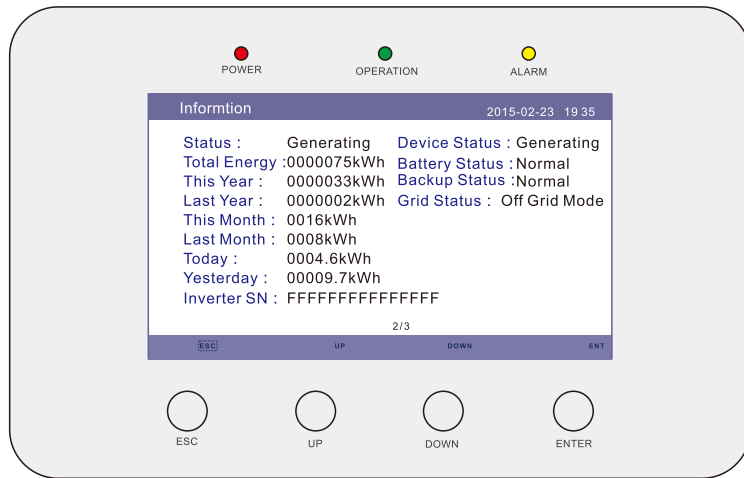 POWER OPERATION ALARM
Informtion 2015-02-23 19 35
Status : Generating Device Status : Generating
Total Energy :0000075kWh Battery Status :Normal
This Year : 0000033kWh Backup Status :Normal
Last Year : 0000002kWh Grid Status : Off Grid Mode
This Month : 0016kWh
Last Month : 0008kWh
Today : 0004.6kWh
Yesterday : 00009.7kWh
Inverter SN : FFFFFFFFFFFFFFF
2/3
ESC UP DOWN ENT
ESC UP DOWN ENTER